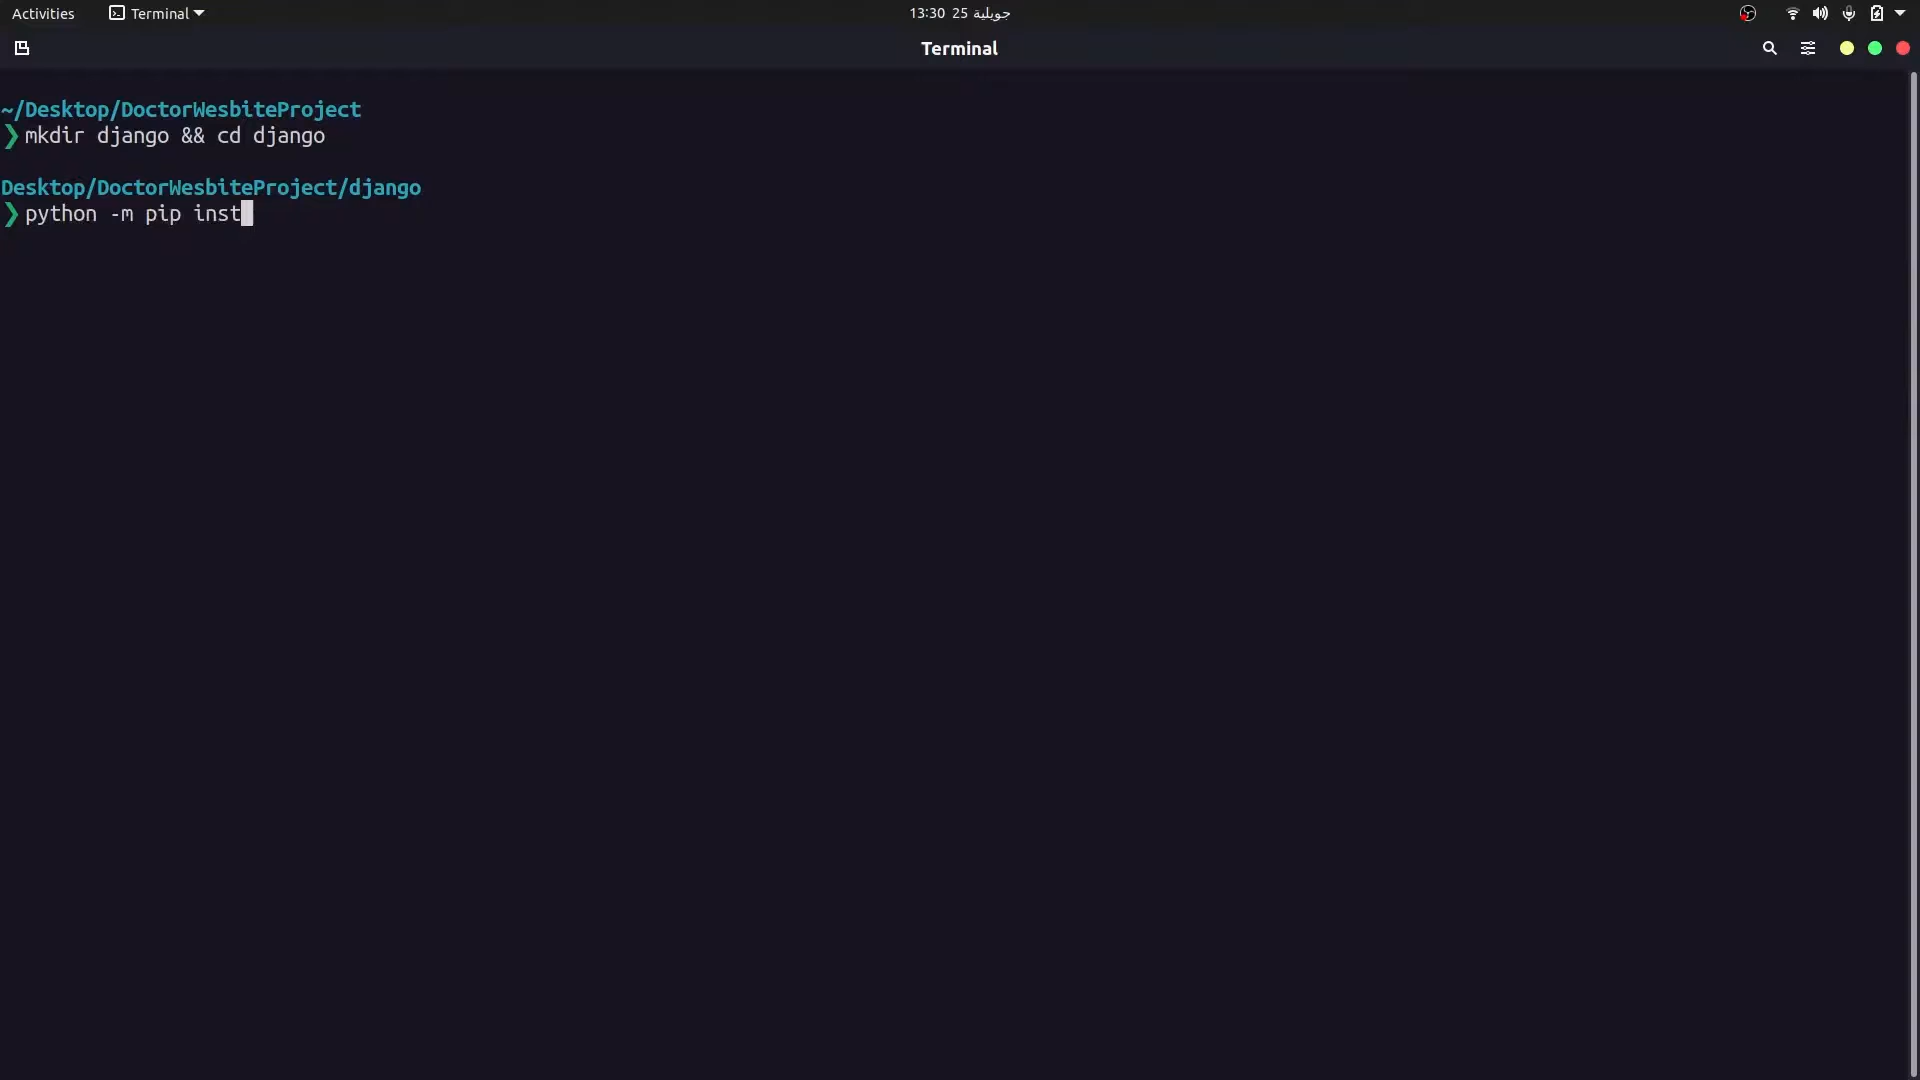 Activities Terminal 13:30 25 جويلية
Terminal
~/Desktop/DoctorWesbiteProject
❯ mkdir django && cd django
Desktop/DoctorWesbiteProject/django
❯ python -m pip inst